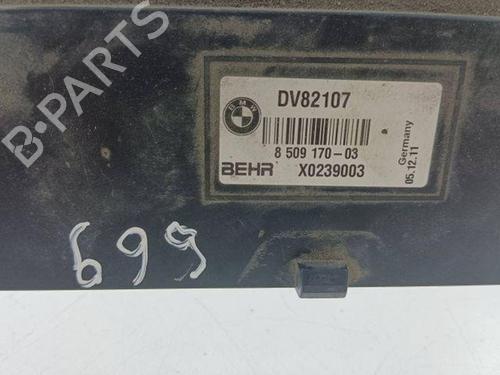 B-PARTS
BMW
DV82107
8 509 170-03
BEHR X0239003
Germany
05.12.11
699